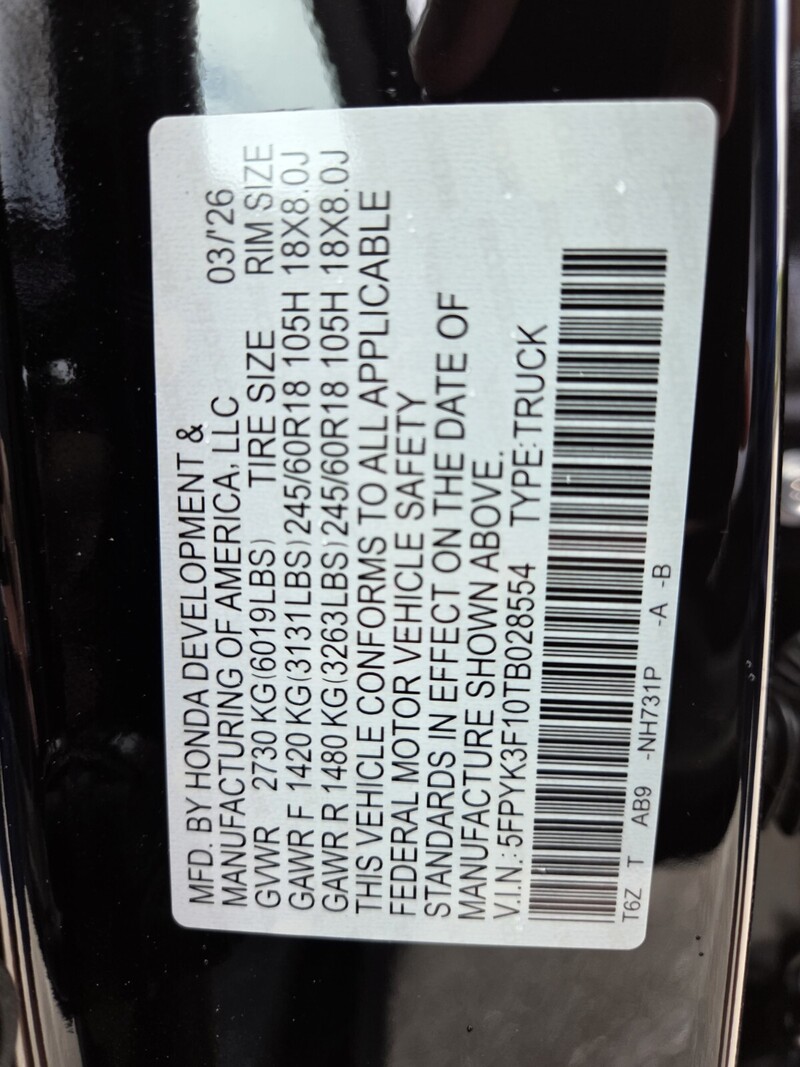 MFD. BY HONDA DEVELOPMENT &
MANUFACTURING OF AMERICA, LLC 03/'26
GVWR 2730 KG(6019LBS) TIRE SIZE RIM SIZE
GAWR F 1420 KG(3131LBS) 245/60R18 105H 18X8.0J
GAWR R 1480 KG(3263LBS) 245/60R18 105H 18X8.0J
THIS VEHICLE CONFORMS TO ALL APPLICABLE
FEDERAL MOTOR VEHICLE SAFETY
STANDARDS IN EFFECT ON THE DATE OF
MANUFACTURE SHOWN ABOVE.
V.I.N.: 5FPYK3F10TB028554 TYPE: TRUCK
T6Z T AB9 -NH731P -A -B